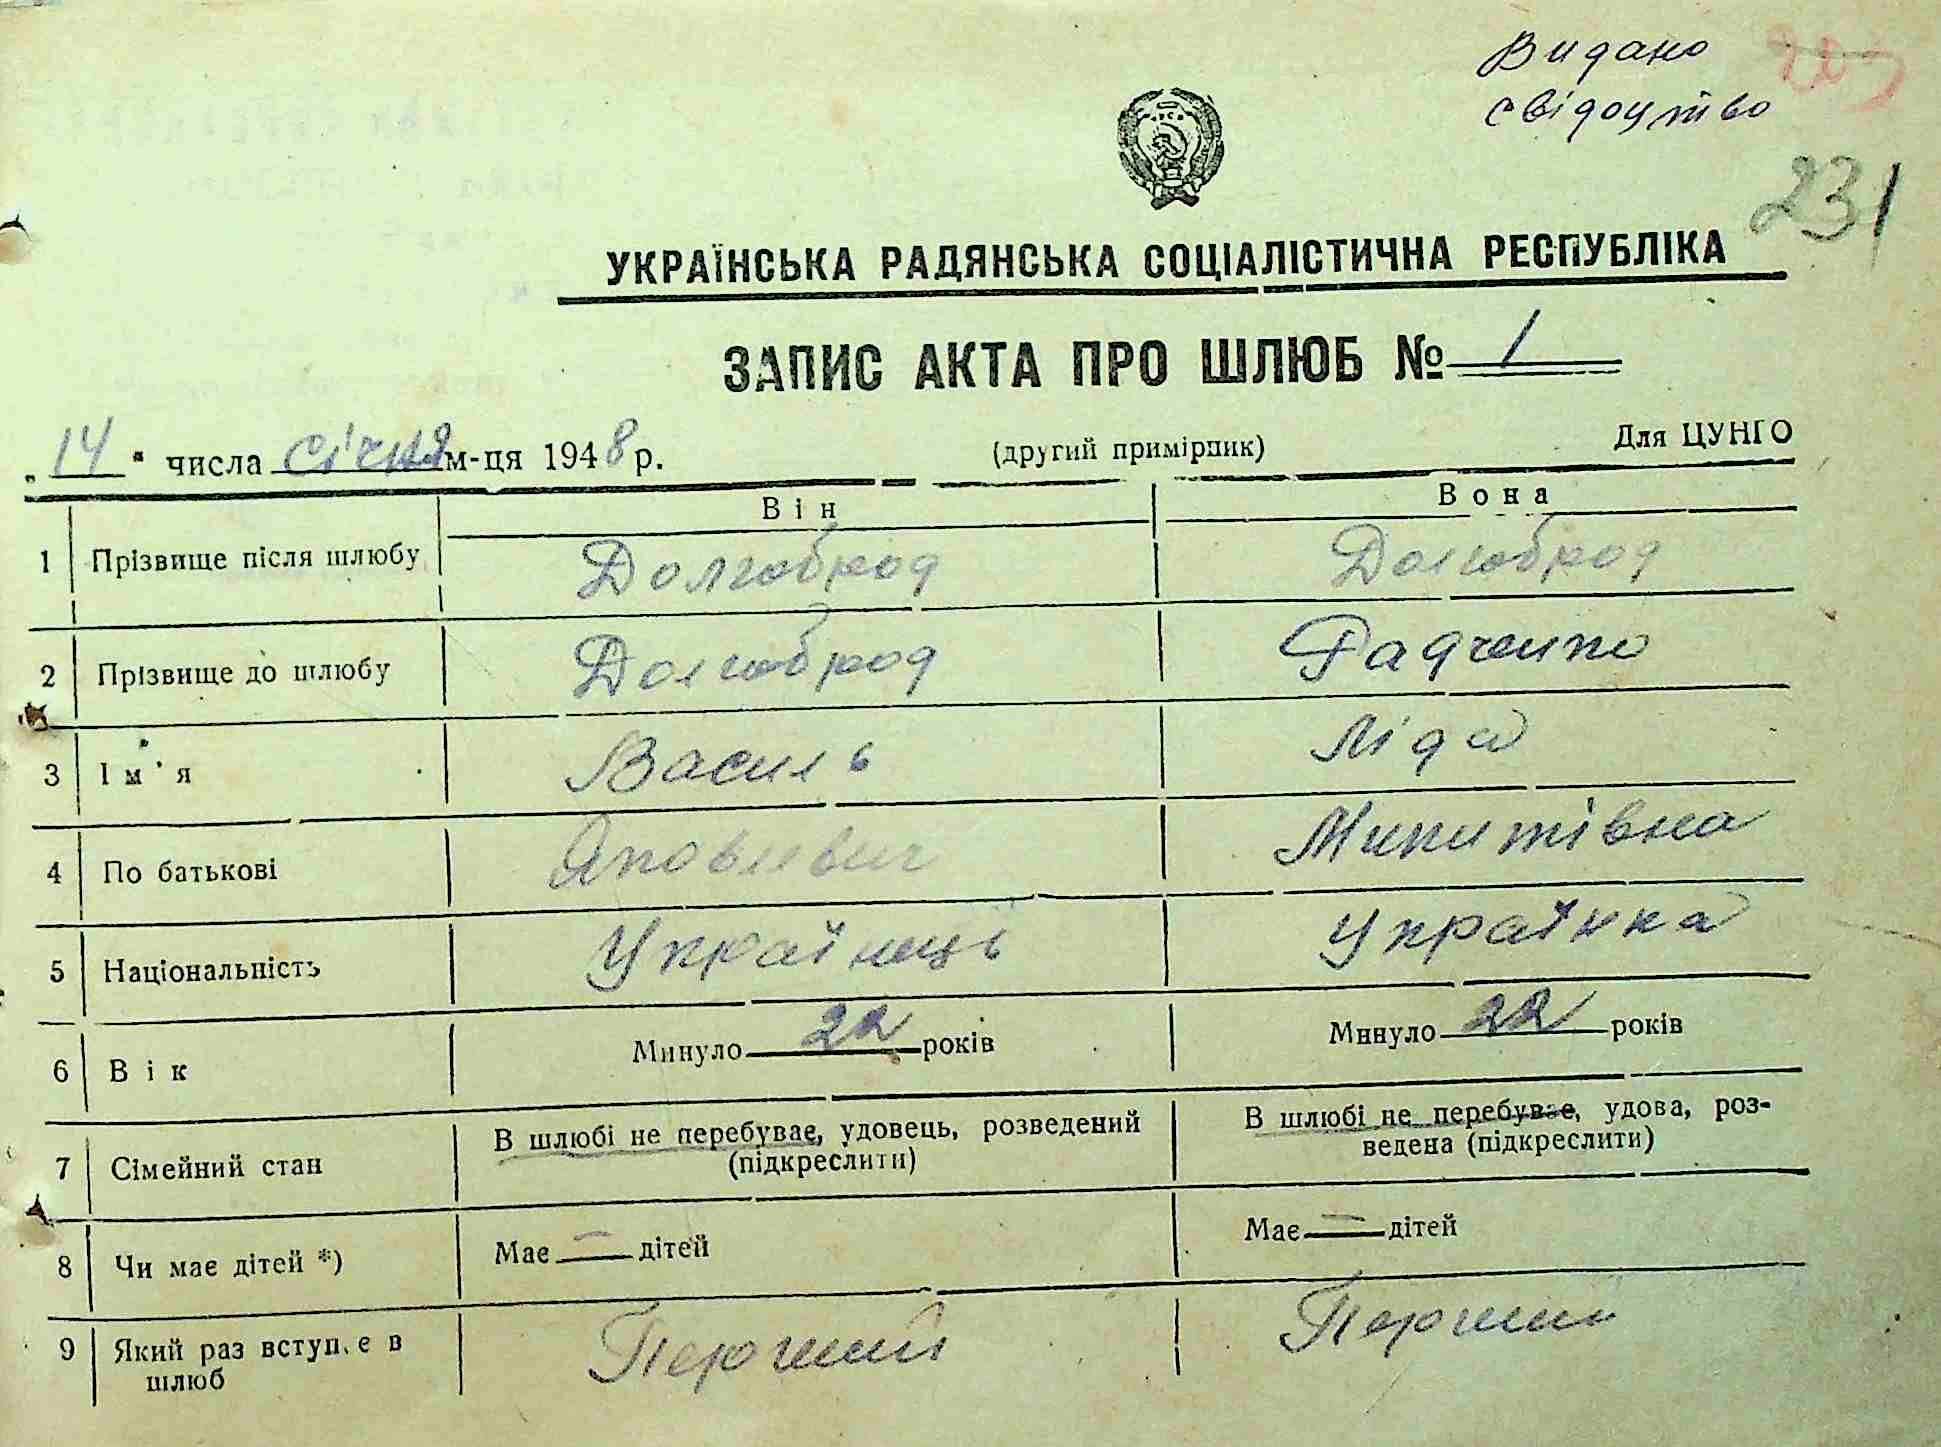 Видано
свідоцтво
231
УКРАЇНСЬКА РАДЯНСЬКА СОЦІАЛІСТИЧНА РЕСПУБЛІКА
ЗАПИС АКТА ПРО ШЛЮБ № 1
„14" числа січня м-ця 1948 р. (другий примірник) Для ЦУНГО
Він Вона
1 Прізвище після шлюбу Долгоброд Долгоброд
2 Прізвище до шлюбу Долгоброд Радченко
3 Ім'я Василь Ліда
4 По батькові Яковлевич Микитівна
5 Національність Українець Українка
6 Вік Минуло 22 років Минуло 22 років
7 Сімейний стан В шлюбі не перебуває, удовець, розведений (підкреслити) В шлюбі не перебуває, удова, роз-
ведена (підкреслити)
8 Чи має дітей *) Має — дітей Має — дітей
9 Який раз вступ.є в Перший Перший
шлюб